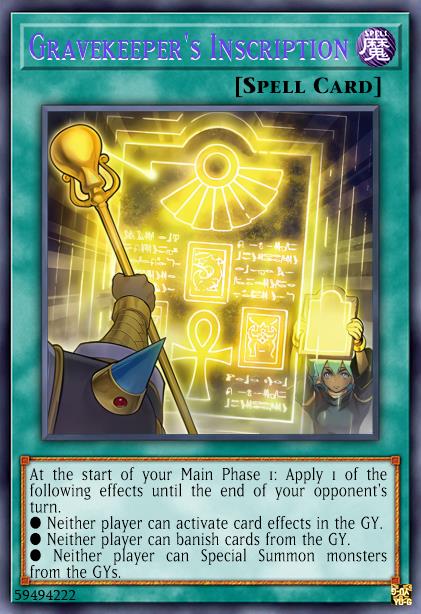 Gravekeeper's Inscription
SPELL
魔
[Spell Card]
At the start of your Main Phase 1: Apply 1 of the
following effects until the end of your opponent's
turn.
● Neither player can activate card effects in the GY.
● Neither player can banish cards from the GY.
● Neither player can Special Summon monsters
from the GYs.
59494222